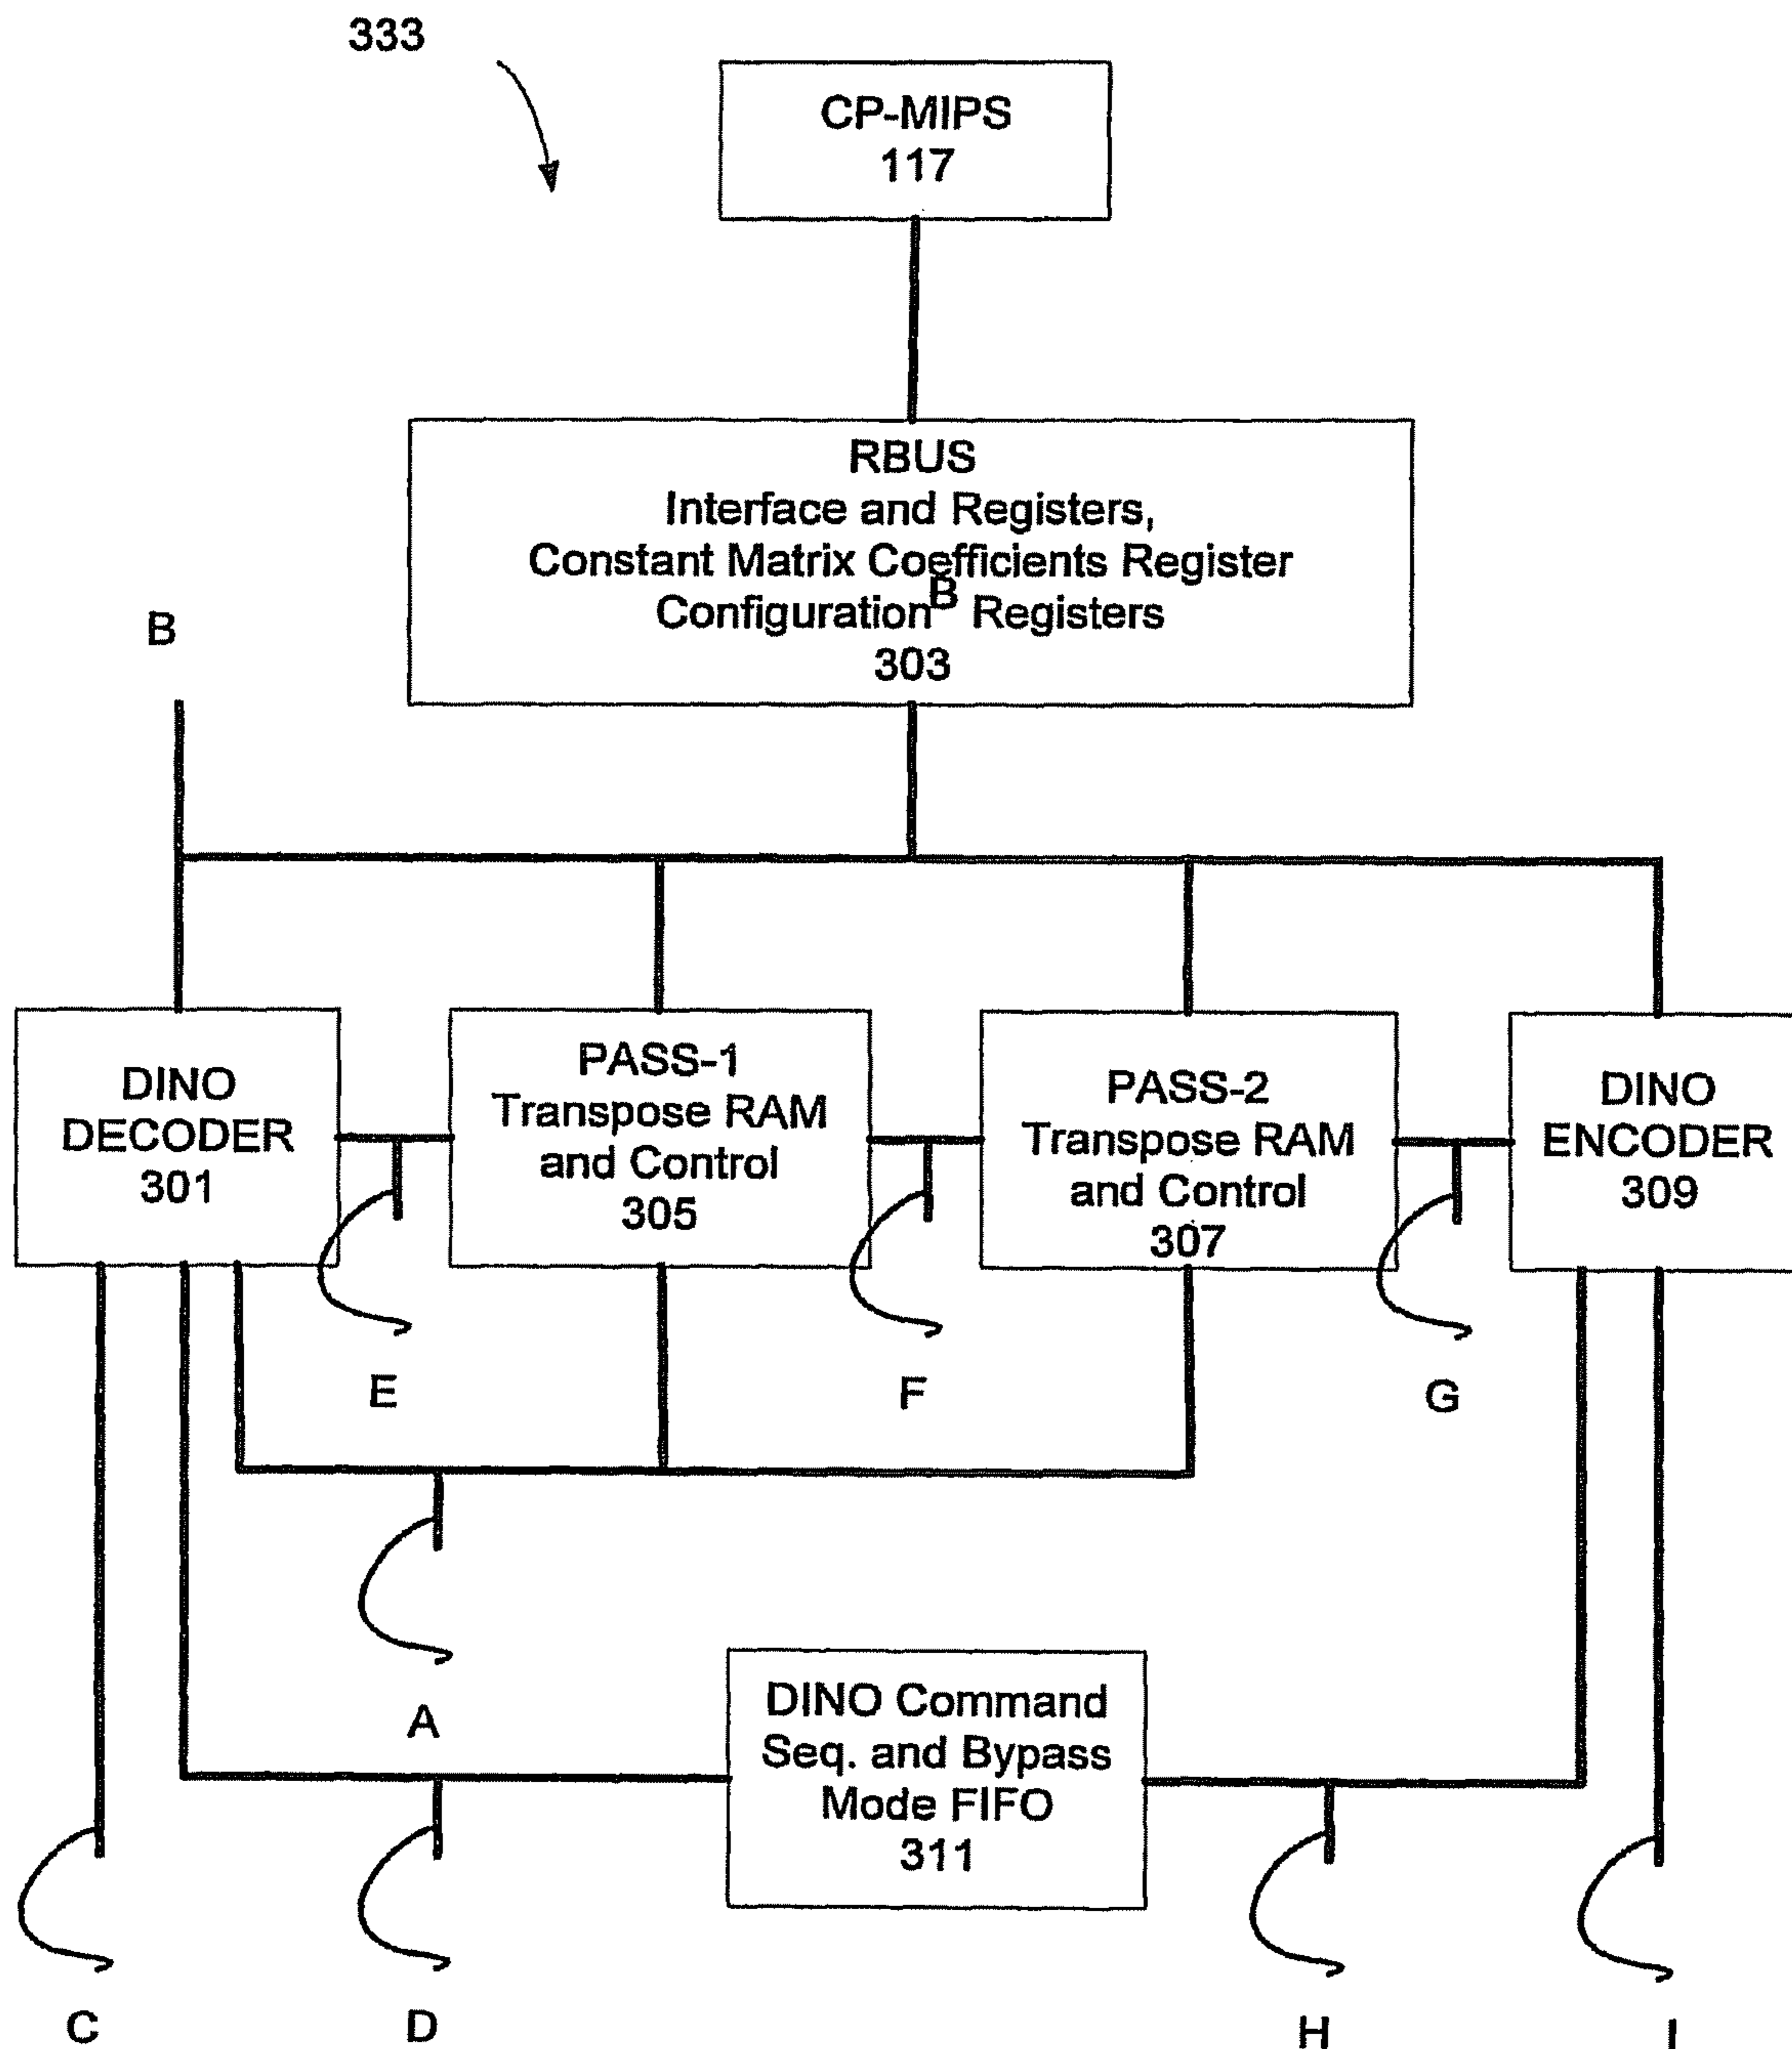 333
CP-MIPS
117
RBUS
Interface and Registers,
Constant Matrix Coefficients Register
B
Configuration Registers
303
B
DINO
DECODER
301
PASS-1
Transpose RAM
and Control
305
PASS-2
Transpose RAM
and Control
307
DINO
ENCODER
309
E
F
G
A
DINO Command
Seq. and Bypass
Mode FIFO
311
C
D
H
I